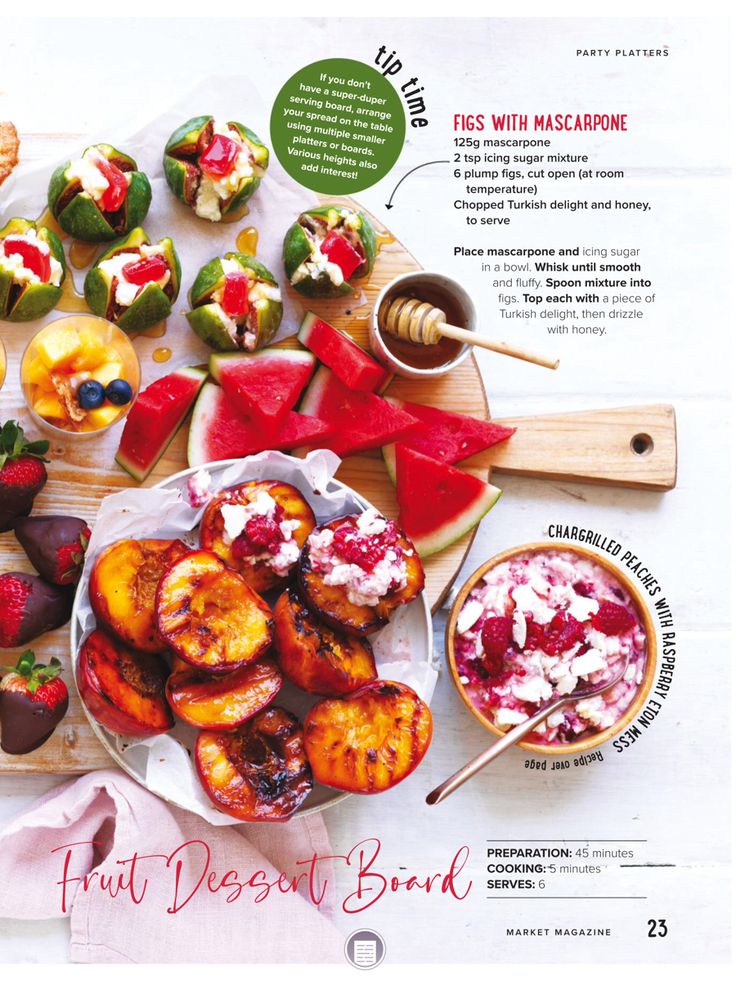 PARTY PLATTERS
tip time
If you don't
have a super-duper
serving board, arrange
your spread on the table
using multiple smaller
platters or boards.
Various heights also
add interest!
FIGS WITH MASCARPONE
125g mascarpone
2 tsp icing sugar mixture
6 plump figs, cut open (at room
temperature)
Chopped Turkish delight and honey,
to serve
Place mascarpone and icing sugar
in a bowl. Whisk until smooth
and fluffy. Spoon mixture into
figs. Top each with a piece of
Turkish delight, then drizzle
with honey.
CHARGRILLED PEACHES WITH RASPBERRY ETON MESS
Recipe over page
Fruit Dessert Board
PREPARATION: 45 minutes
COOKING: 5 minutes
SERVES: 6
MARKET MAGAZINE 23